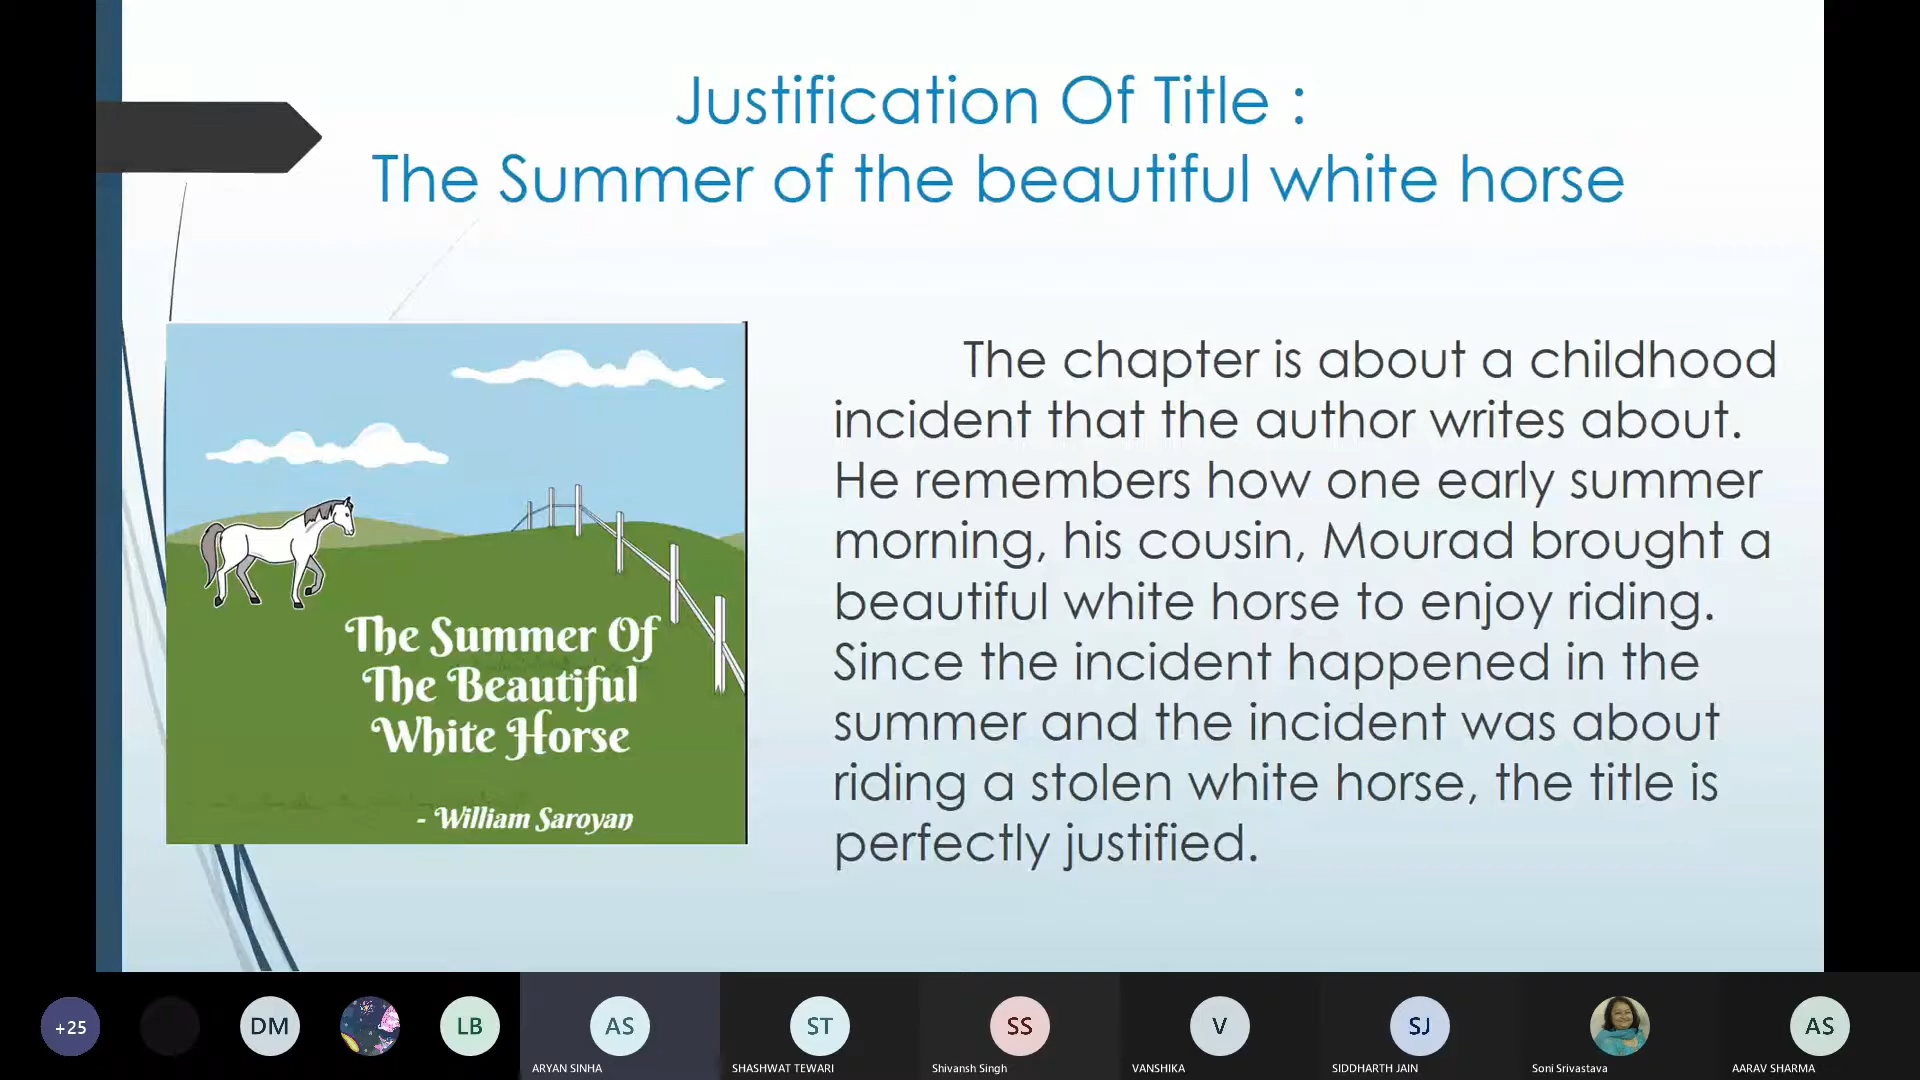 Justification Of Title :
The Summer of the beautiful white horse
The Summer Of
The Beautiful
White Horse
- William Saroyan
The chapter is about a childhood
incident that the author writes about.
He remembers how one early summer
morning, his cousin, Mourad brought a
beautiful white horse to enjoy riding.
Since the incident happened in the
summer and the incident was about
riding a stolen white horse, the title is
perfectly justified.
+25
DM
LB
AS
ARYAN SINHA
ST
SHASHWAT TEWARI
SS
Shivansh Singh
V
VANSHIKA
SJ
SIDDHARTH JAIN
Soni Srivastava
AS
AARAV SHARMA